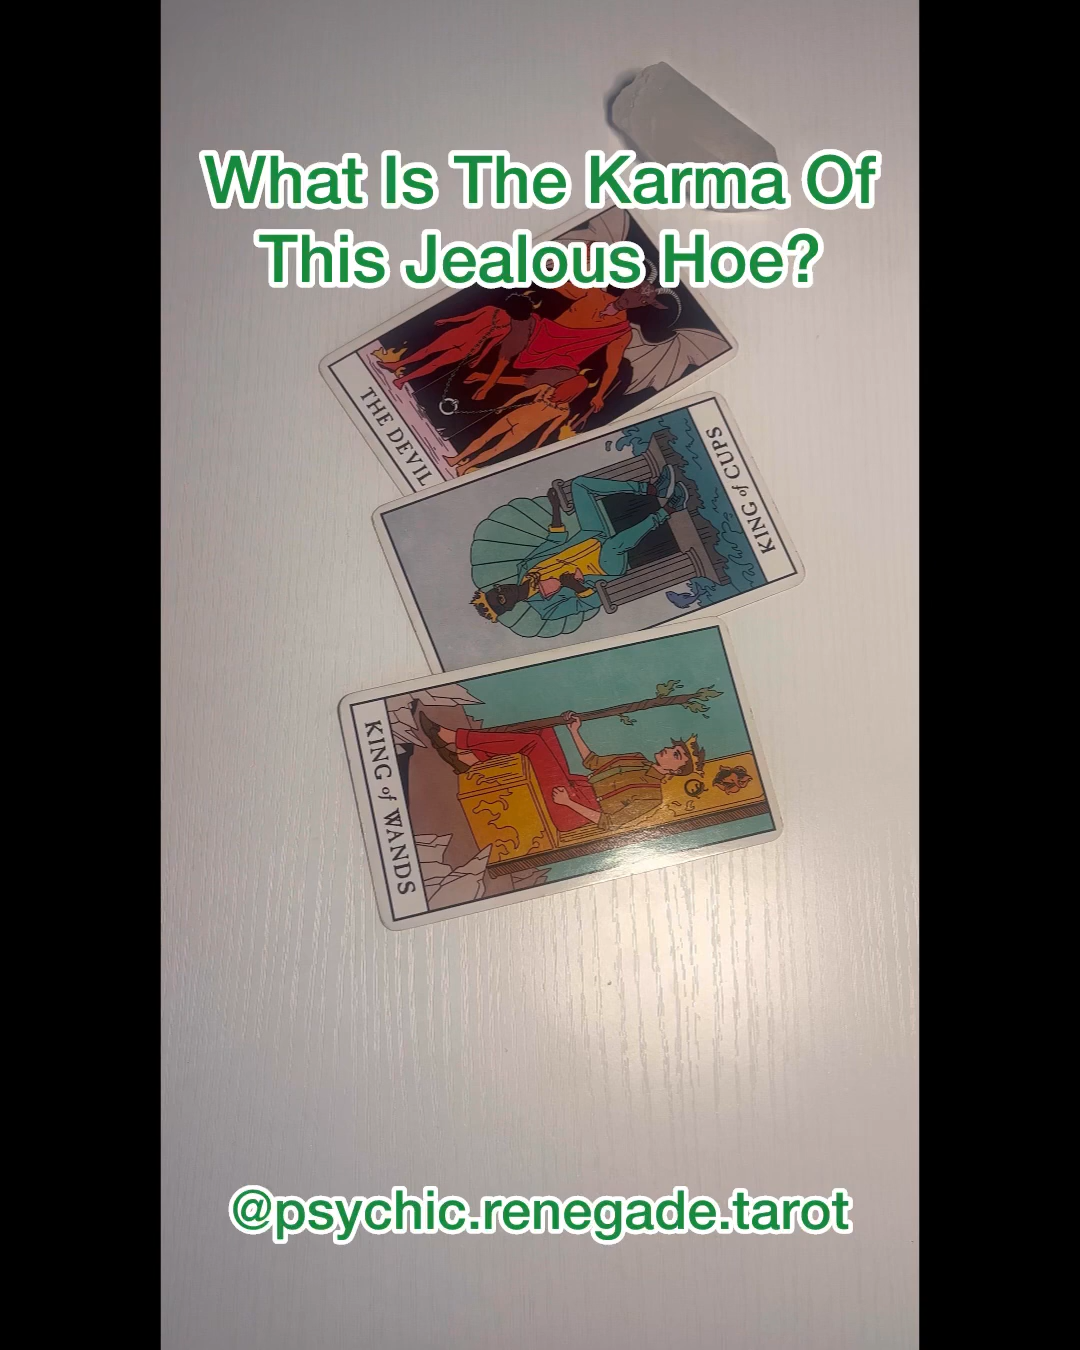 What Is The Karma Of
This Jealous Hoe?
THE DEVIL
KING of CUPS
KING of WANDS
@psychic.renegade.tarot